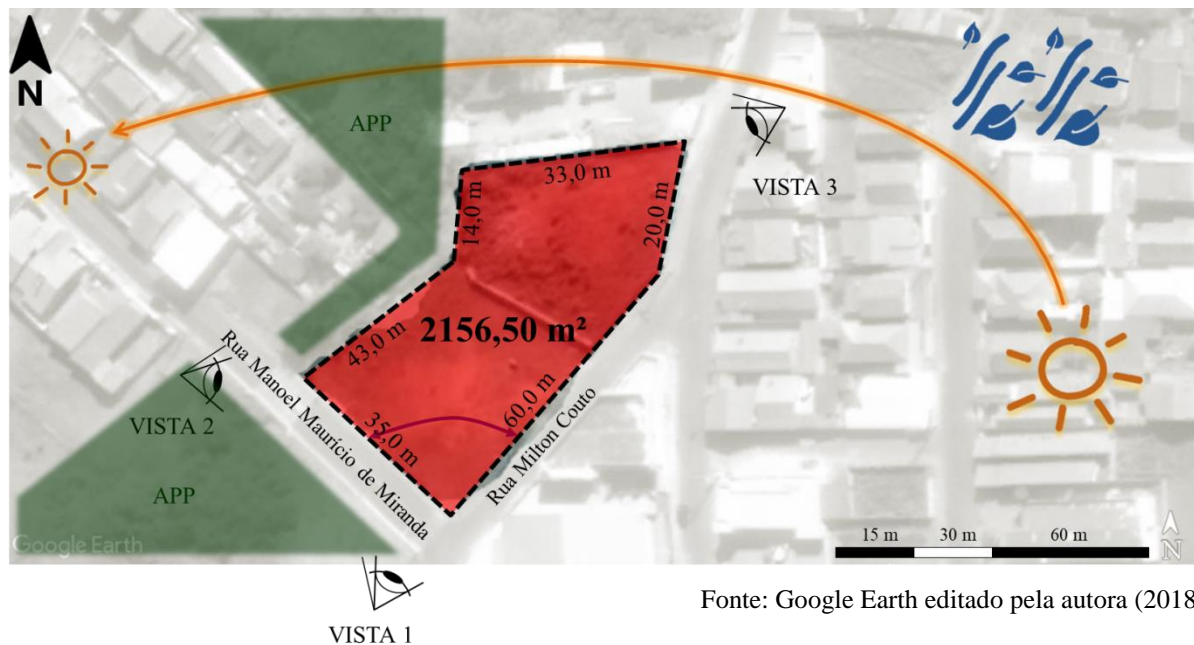 N
APP
33,0 m
14,0 m
20,0 m
VISTA 3
2156,50 m²
43,0 m
Rua Manoel Maurício de Miranda
VISTA 2
35,0 m
60,0 m
Rua Milton Couto
APP
Google Earth
15 m 30 m 60 m
N
Fonte: Google Earth editado pela autora (2018
VISTA 1